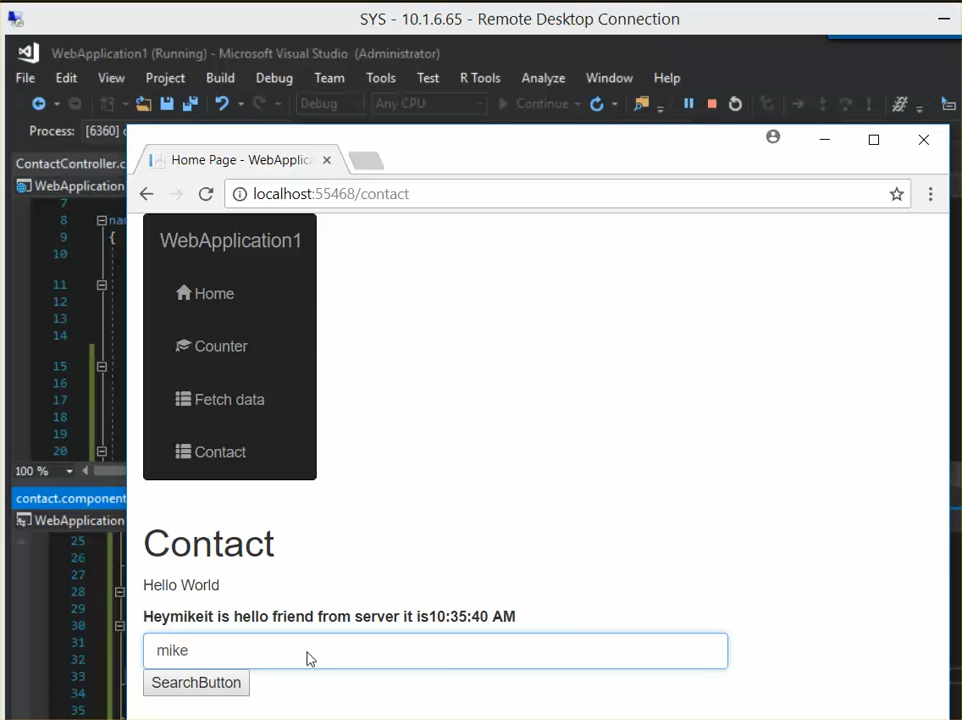 SYS - 10.1.6.65 - Remote Desktop Connection
WebApplication1 (Running) - Microsoft Visual Studio (Administrator)
File Edit View Project Build Debug Team Tools Test R Tools Analyze Window Help
Debug Any CPU Continue
Process: [6360]
ContactController.c
Home Page - WebApplic
WebApplication
localhost:55468/contact
7
8
9 {
10
11
12
13
14
15
16
17
18
19
20
100 %
WebApplication1
Home
Counter
Fetch data
Contact
contact.component
WebApplication
25
26
27
28
29
30
31
32
33
34
35
Contact
Hello World
Heymikeit is hello friend from server it is10:35:40 AM
mike
SearchButton